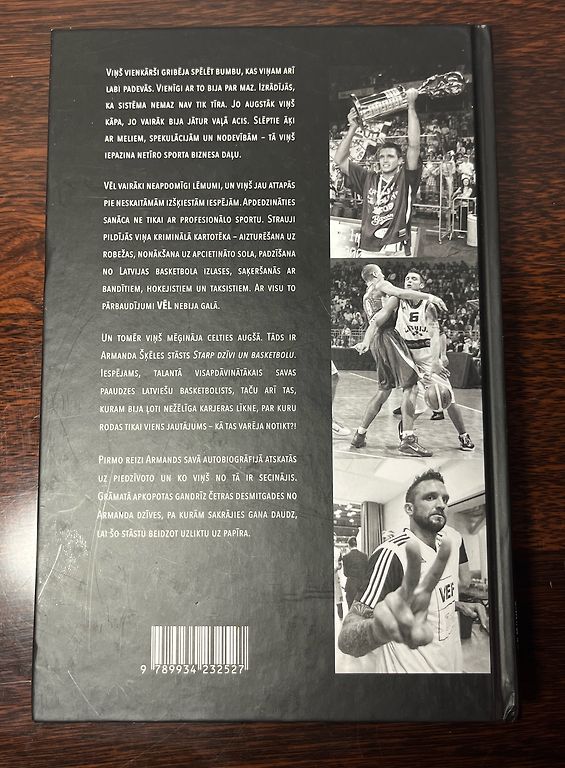 VIŅŠ VIENKĀRŠI GRIBĒJA SPĒLĒT BUMBU, KAS VIŅAM ARĪ
LABI PADEVĀS. VIENĪGI AR TO BIJA PAR MAZ. IZRĀDĪJĀS,
KA SISTĒMA NEMAZ NAV TIK TĪRA. JO AUGSTĀK VIŅŠ
KĀPA, JO VAIRĀK BIJA JĀTUR VAĻĀ ACIS. SLĒPTIE ĀĶI
AR MELIEM, SPEKULĀCIJĀM UN NODEVĪBĀM – TĀ VIŅŠ
IEPAZINA NETĪRO SPORTA BIZNESA DAĻU.
VĒL VAIRĀKI NEAPDOMĪGI LĒMUMI, UN VIŅŠ JAU ATTAPĀS
PIE NESKAITĀMĀM IZŠĶIESTĀM IESPĒJĀM. APDEDZINĀTIES
SANĀCA NE TIKAI AR PROFESIONĀLO SPORTU. STRAUJI
PILDĪJĀS VIŅA KRIMINĀLĀ KARTOTĒKA – AIZTURĒŠANA UZ
ROBEŽAS, NONĀKŠANA UZ APCIETINĀTO SOLA, PADZĪŠANA
NO LATVIJAS BASKETBOLA IZLASES, SAĶERŠANĀS AR
BANDĪTIEM, HOKEJISTIEM UN TAKSISTIEM. AR VISU TO
PĀRBAUDĪJUMI VĒL NEBIJA GALĀ.
UN TOMĒR VIŅŠ MĒĢINĀJA CELTIES AUGŠĀ. TĀDS IR
ARMANDA ŠĶĒLES STĀSTS STARP DZĪVI UN BASKETBOLU.
IESPĒJAMS, TALANTĀ VISAPDĀVINĀTĀKAIS SAVAS
PAAUDZES LATVIEŠU BASKETBOLISTS, TAČU ARĪ TAS,
KURAM BIJA ĻOTI NEŽĒLĪGA KARJERAS LĪKNE, PAR KURU
RODAS TIKAI VIENS JAUTĀJUMS – KĀ TAS VARĒJA NOTIKT?!
PIRMO REIZI ARMANDS SAVĀ AUTOBIOGRĀFIJĀ ATSKATĀS
UZ PIEDZĪVOTO UN KO VIŅŠ NO TĀ IR SECINĀJIS.
GRĀMATĀ APKOPOTAS GANDRĪZ ČETRAS DESMITGADES NO
ARMANDA DZĪVES, PA KURĀM SAKRĀJIES GANA DAUDZ,
LAI ŠO STĀSTU BEIDZOT UZLIKTU UZ PAPĪRA.
6
VEF
9 789934 232527